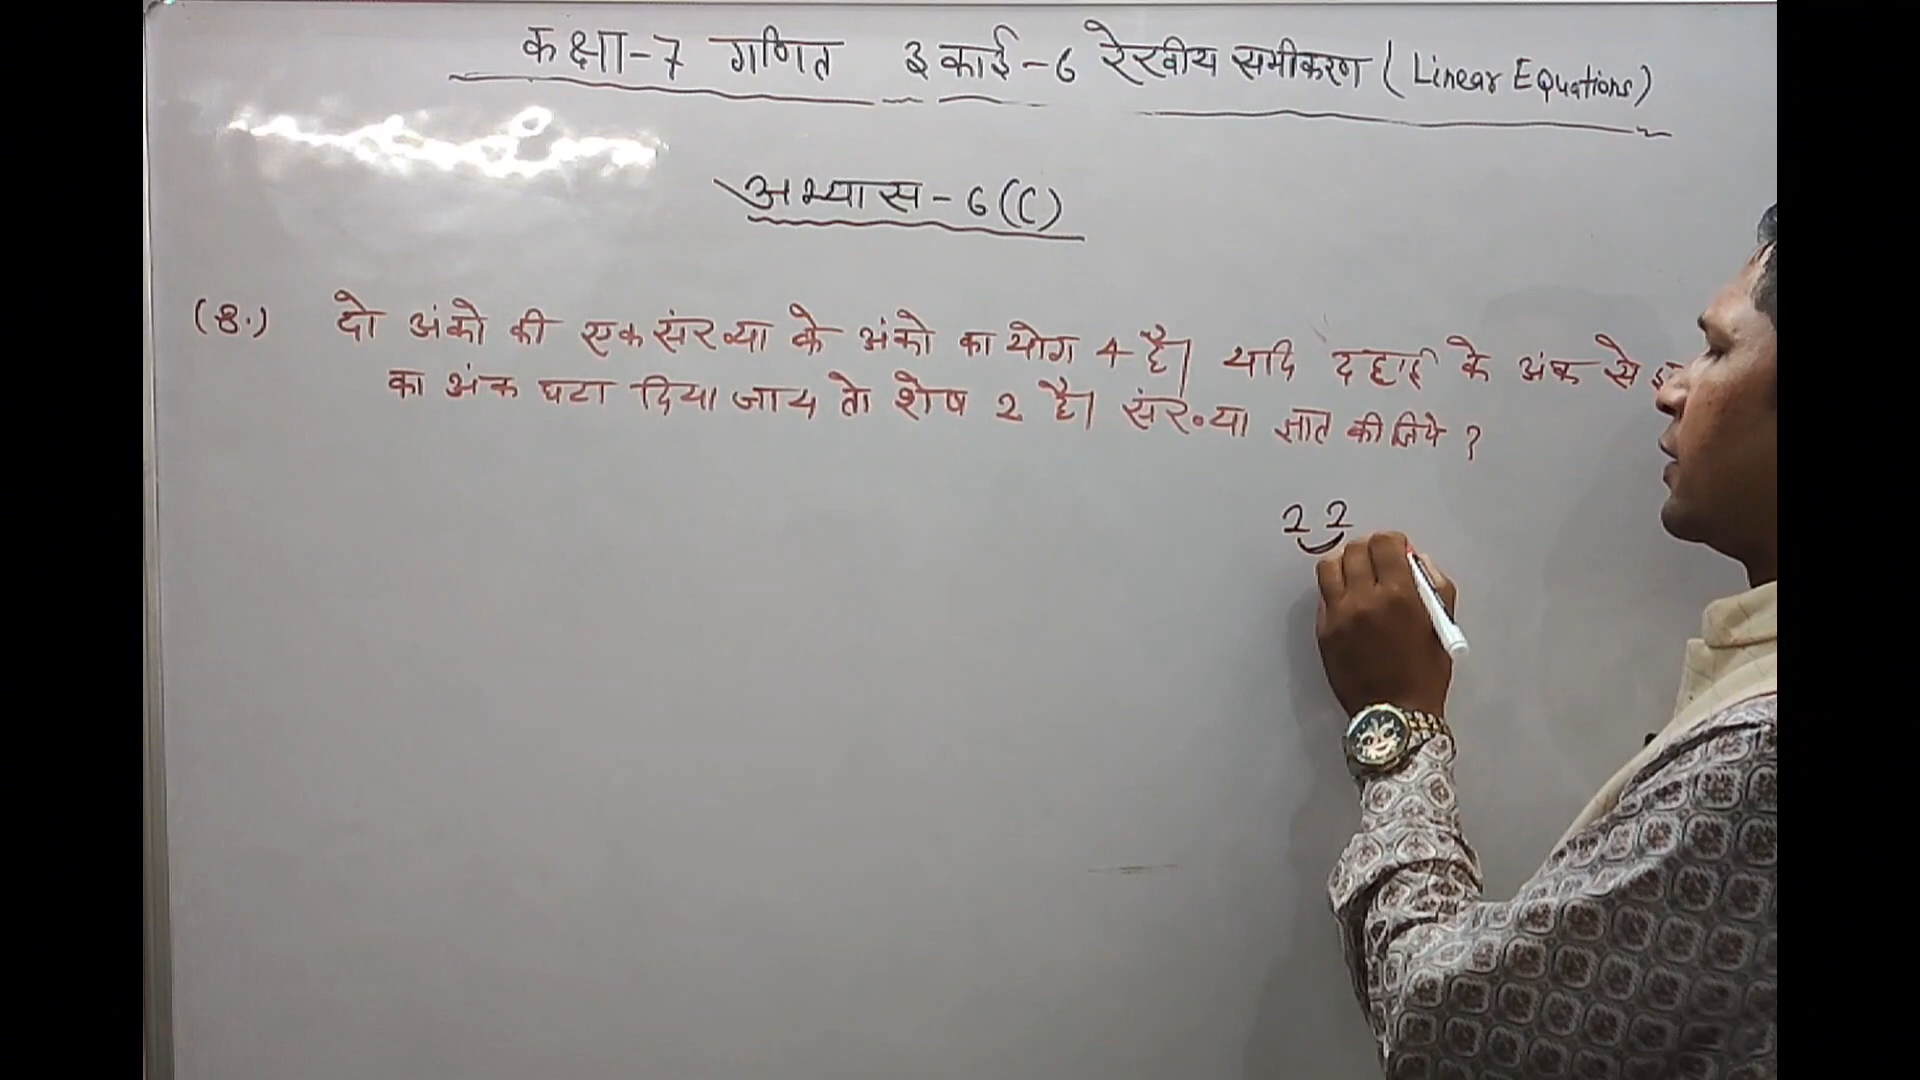 कक्षा-7 गणित इकाई-6 रेखीय समीकरण (Linear Equations)
अभ्यास-6(C)
(8.) दो अंको की एक संख्या के अंको का योग 4 है। यदि दहाई के अंक से
का अंक घटा दिया जाय तो शेष 2 है। संख्या ज्ञात कीजिये ?
22